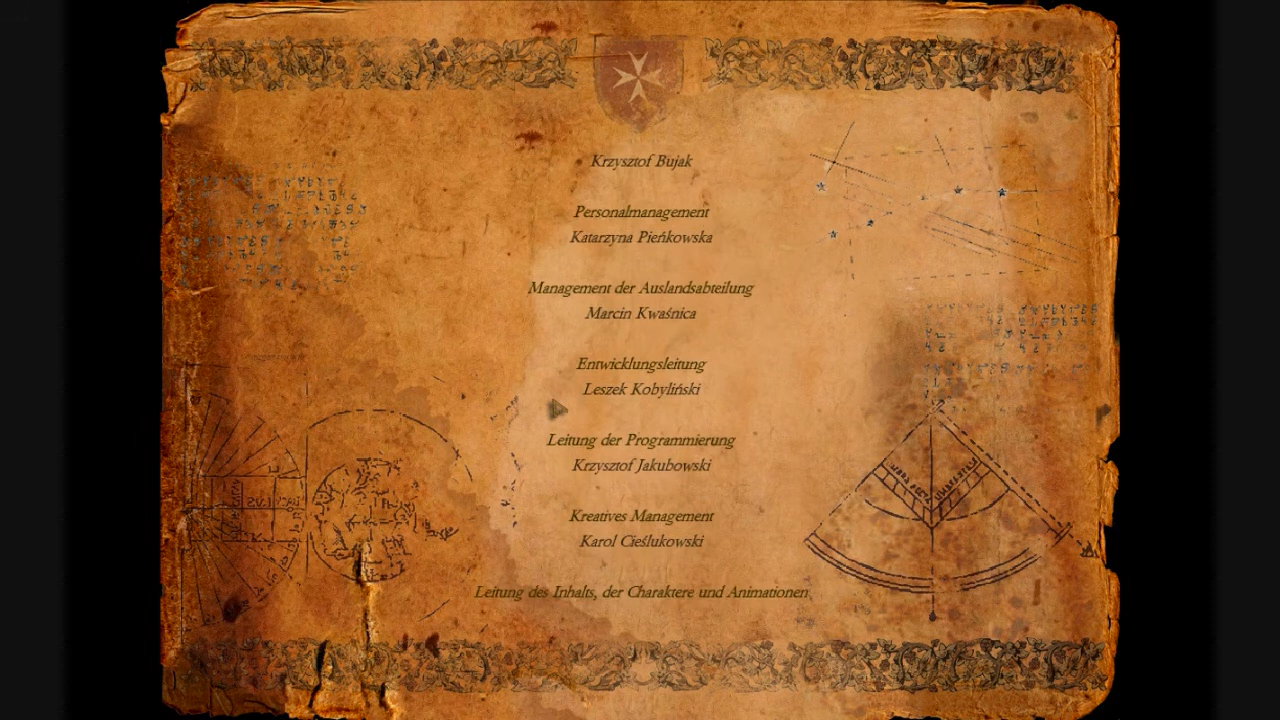 Krzysztof Bujak
Personalmanagement
Katarzyna Pieńkowska
Management der Auslandsabteilung
Marcin Kwaśnica
Entwicklungsleitung
Leszek Kobyliński
Leitung der Programmierung
Krzysztof Jakubowski
Kreatives Management
Karol Cieślukowski
Leitung des Inhalts, der Charaktere und Animationen